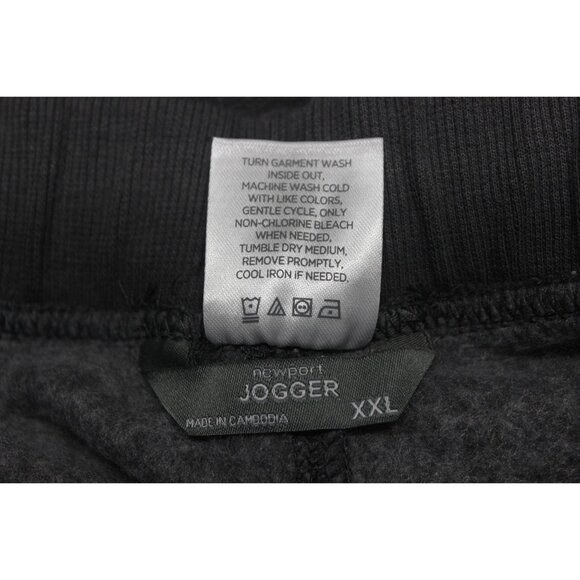 TURN GARMENT WASH
INSIDE OUT,
MACHINE WASH COLD
WITH LIKE COLORS,
GENTLE CYCLE, ONLY
NON-CHLORINE BLEACH
WHEN NEEDED,
TUMBLE DRY MEDIUM,
REMOVE PROMPTLY,
COOL IRON IF NEEDED.
newport
JOGGER
MADE IN CAMBODIA
XXL